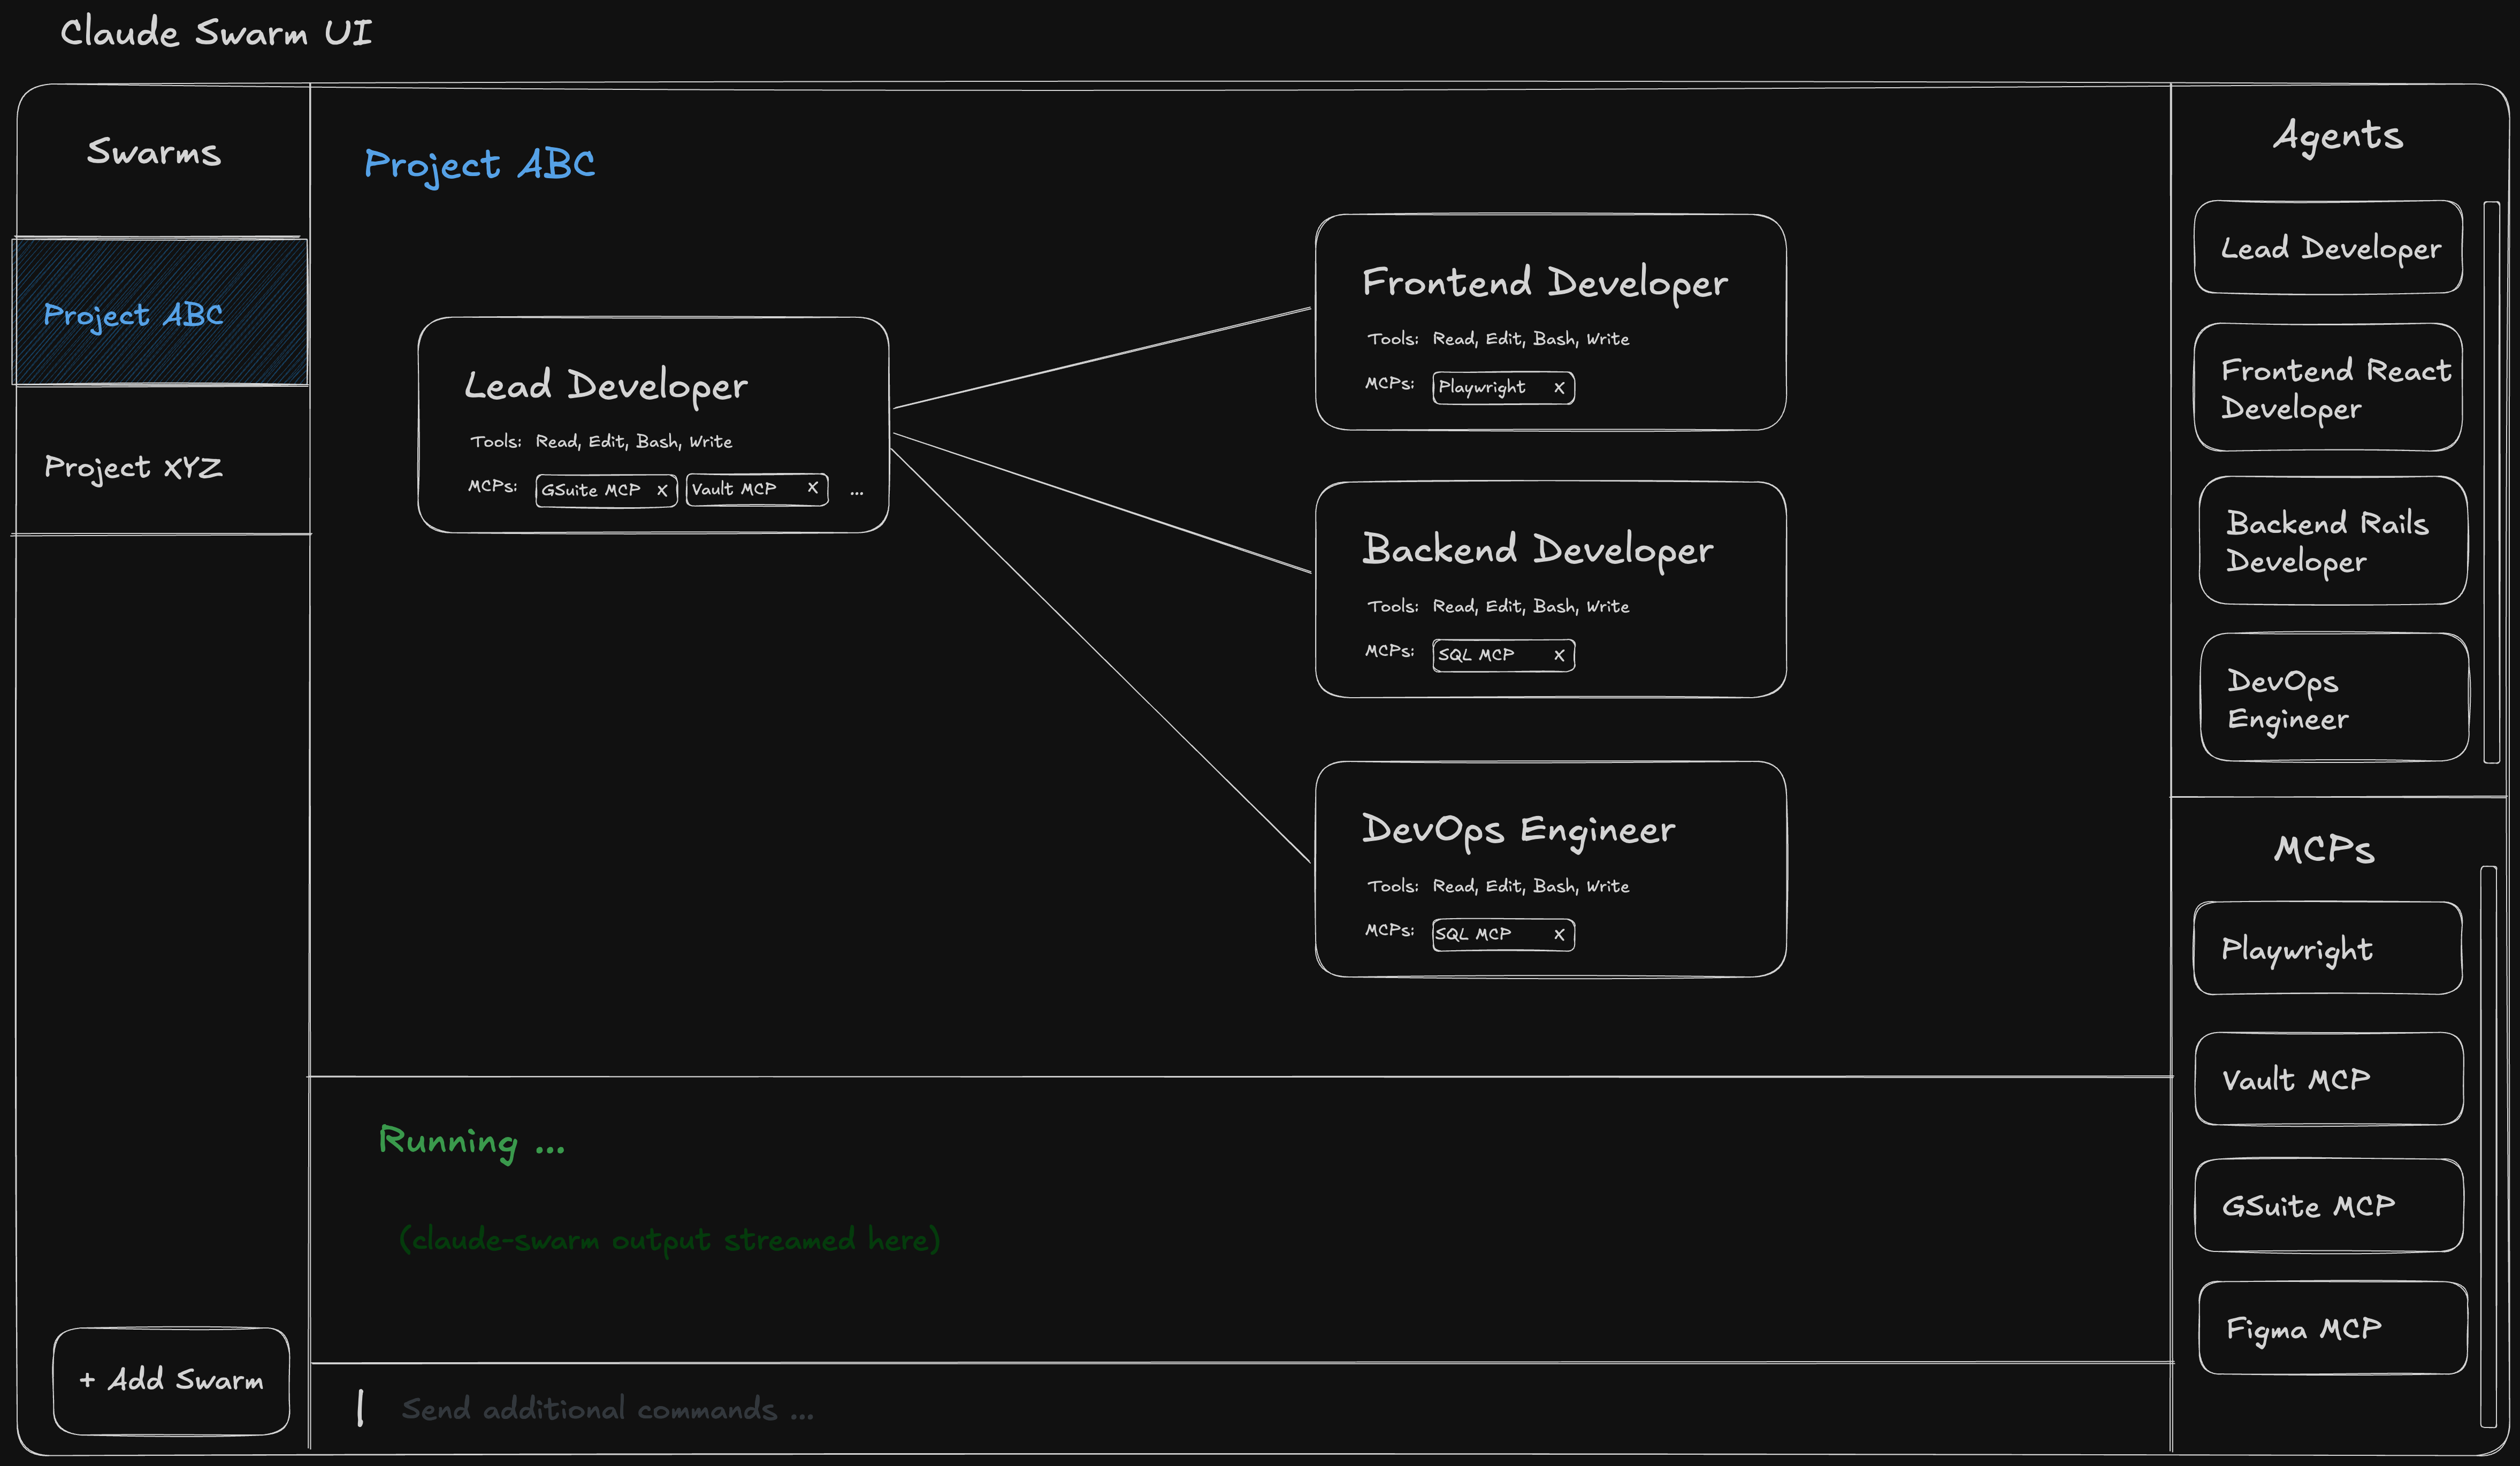 Claude Swarm UI
Swarms
Project ABC
Project XYZ
+ Add Swarm
Project ABC
Lead Developer
Tools: Read, Edit, Bash, Write
MCPs: GSuite MCP x Vault MCP x ...
Frontend Developer
Tools: Read, Edit, Bash, Write
MCPs: Playwright x
Backend Developer
Tools: Read, Edit, Bash, Write
MCPs: SQL MCP x
DevOps Engineer
Tools: Read, Edit, Bash, Write
MCPs: SQL MCP x
Running ...
(claude-swarm output streamed here)
Send additional commands ...
Agents
Lead Developer
Frontend React
Developer
Backend Rails
Developer
DevOps
Engineer
MCPs
Playwright
Vault MCP
GSuite MCP
Figma MCP